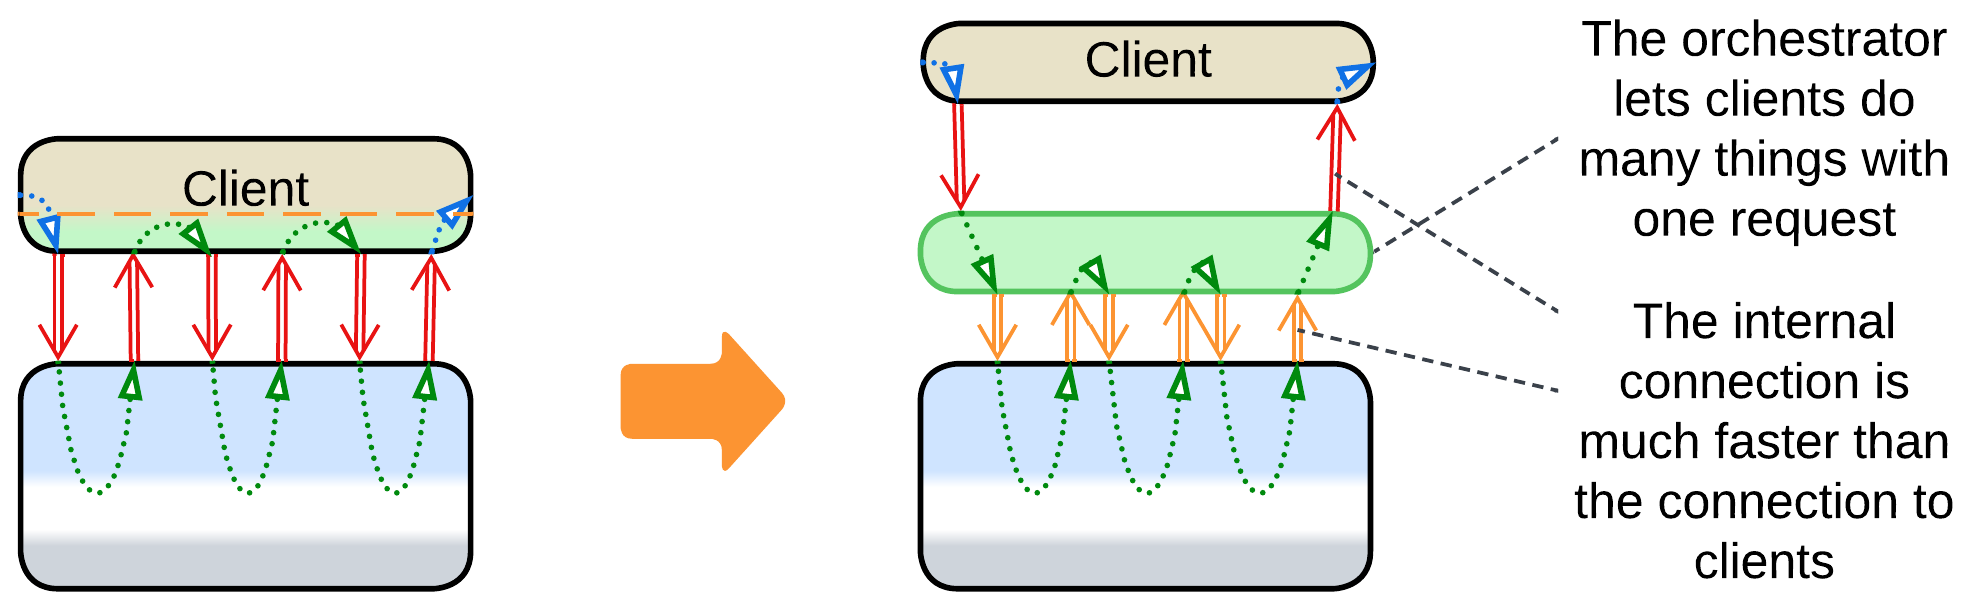 Client
Client
The orchestrator
lets clients do
many things with
one request
The internal
connection is
much faster than
the connection to
clients